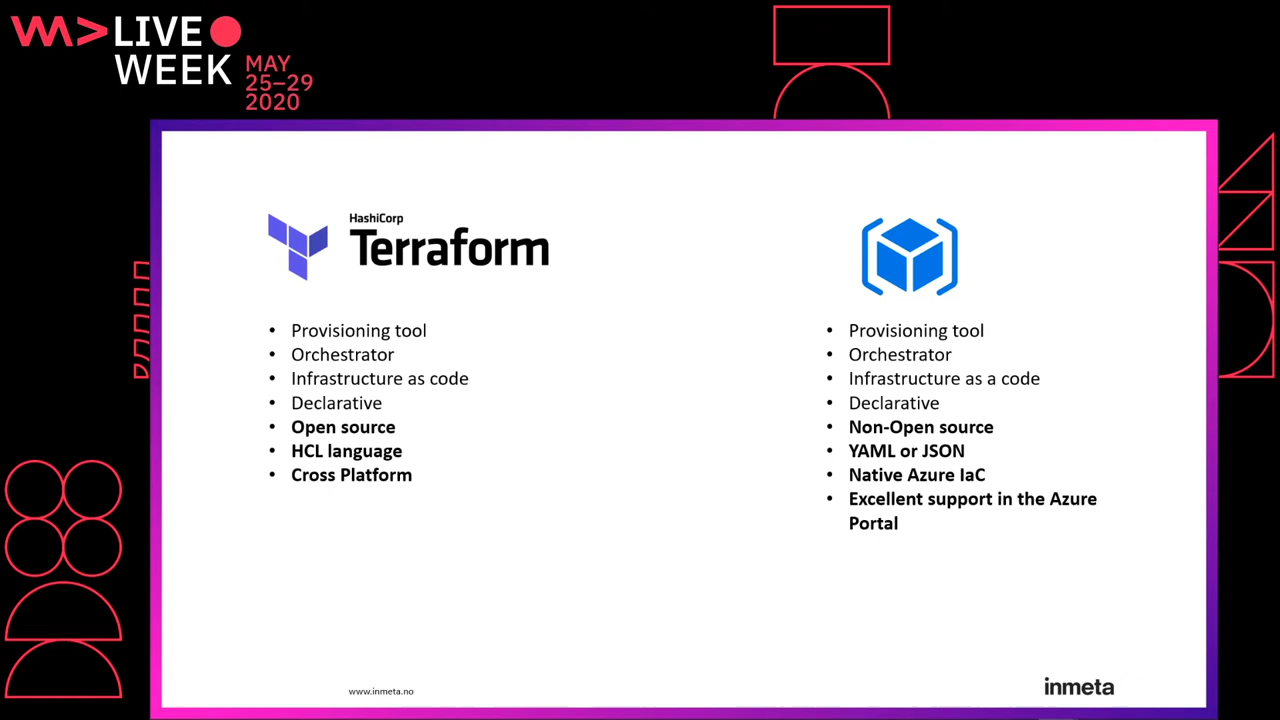 LIVE
WEEK
MAY
25–29
2020
HashiCorp
Terraform
• Provisioning tool
• Orchestrator
• Infrastructure as code
• Declarative
• Open source
• HCL language
• Cross Platform
• Provisioning tool
• Orchestrator
• Infrastructure as a code
• Declarative
• Non-Open source
• YAML or JSON
• Native Azure IaC
• Excellent support in the Azure
Portal
www.inmeta.no
inmeta